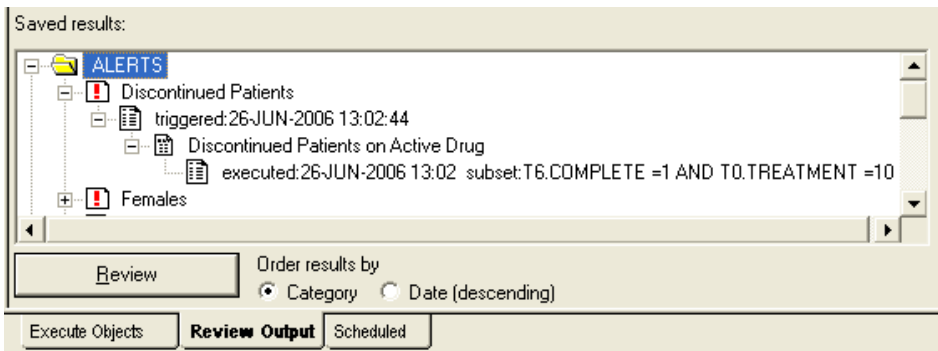 Saved results:
ALERTS
Discontinued Patients
triggered:26-JUN-2006 13:02:44
Discontinued Patients on Active Drug
executed:26-JUN-2006 13:02 subset:T6.COMPLETE =1 AND T0.TREATMENT =10
Females
Review
Order results by
Category Date (descending)
Execute Objects Review Output Scheduled